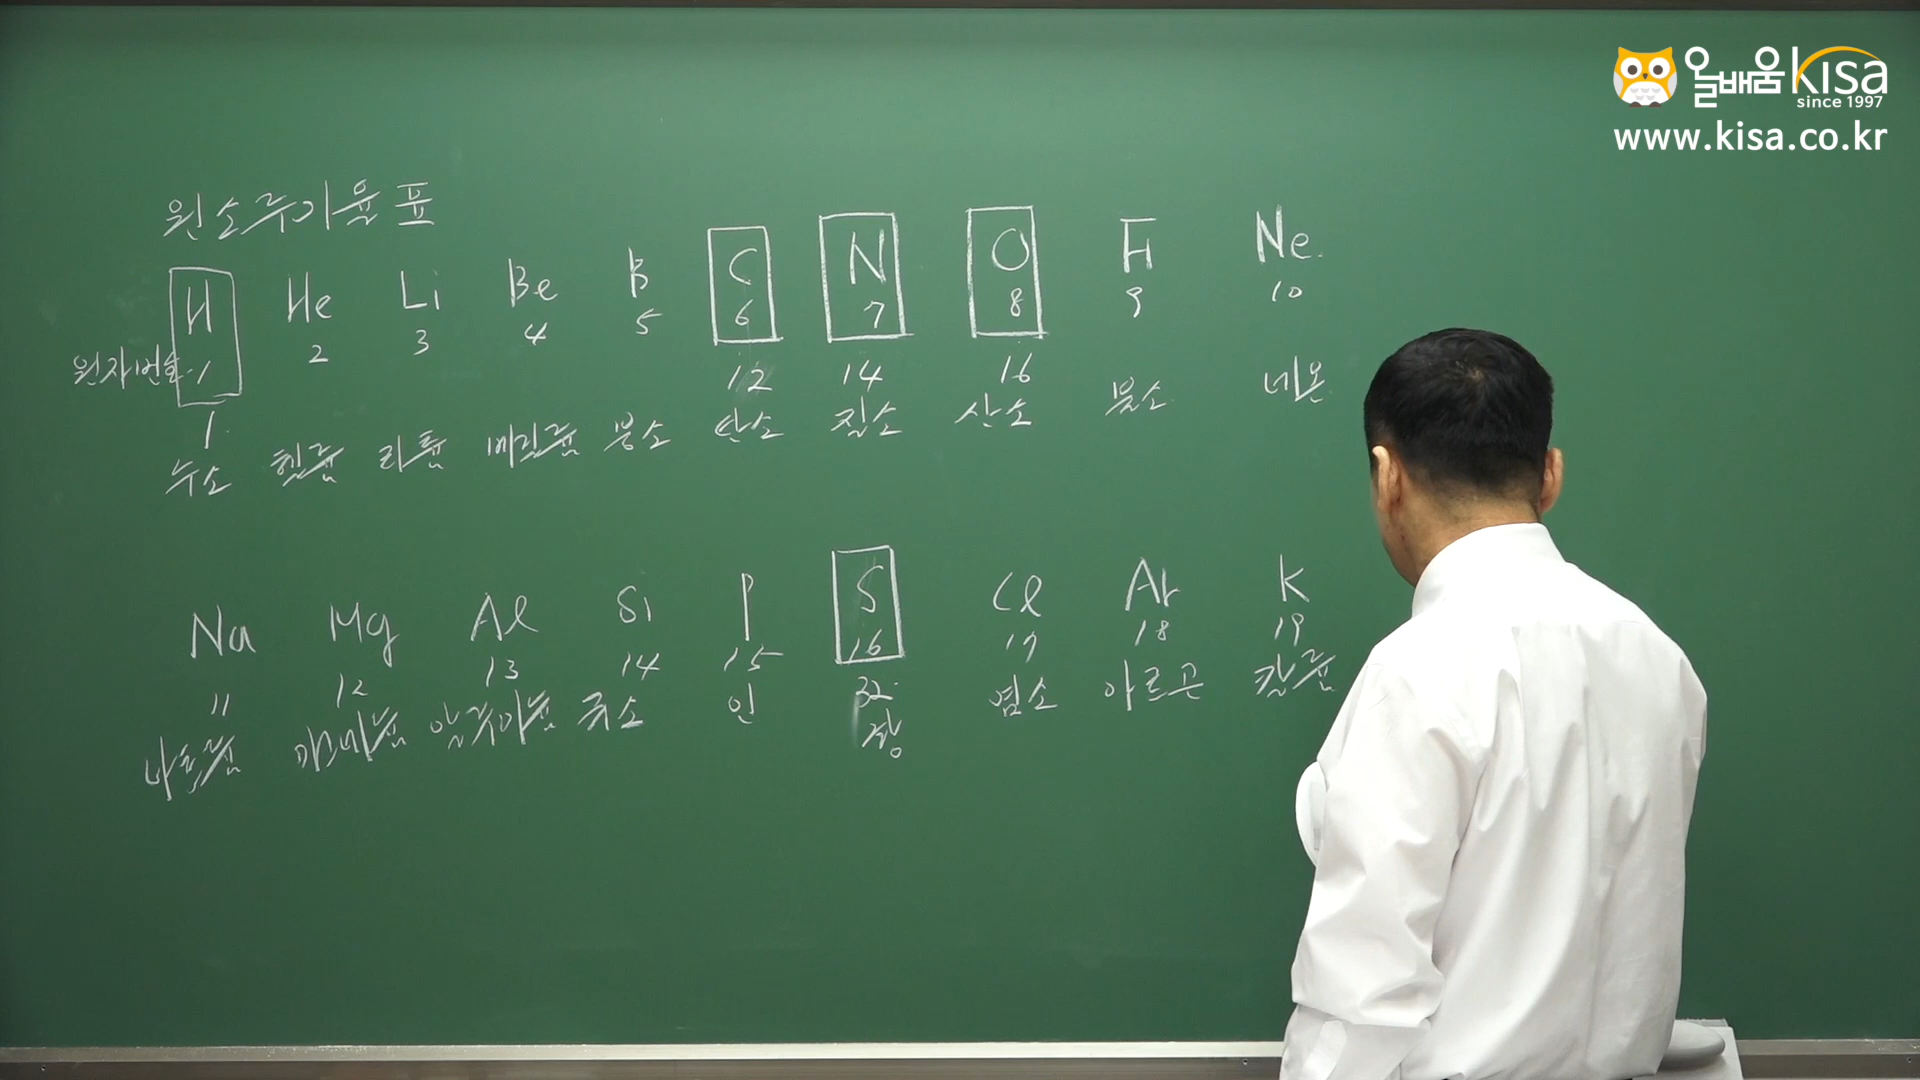 올배움 kisa
since 1997
www.kisa.co.kr
원소주기율표
H He Li Be B C N O F Ne
원자번호 1 2 3 4 5 6 7 8 9 10
1 12 14 16
수소 헬륨 리튬 베릴륨 붕소 탄소 질소 산소 불소 네온
Na Mg Al Si P S Cl Ar K
11 12 13 14 15 16 17 18 19
32
나트륨 마그네슘 알루미늄 규소 인 황 염소 아르곤 칼륨